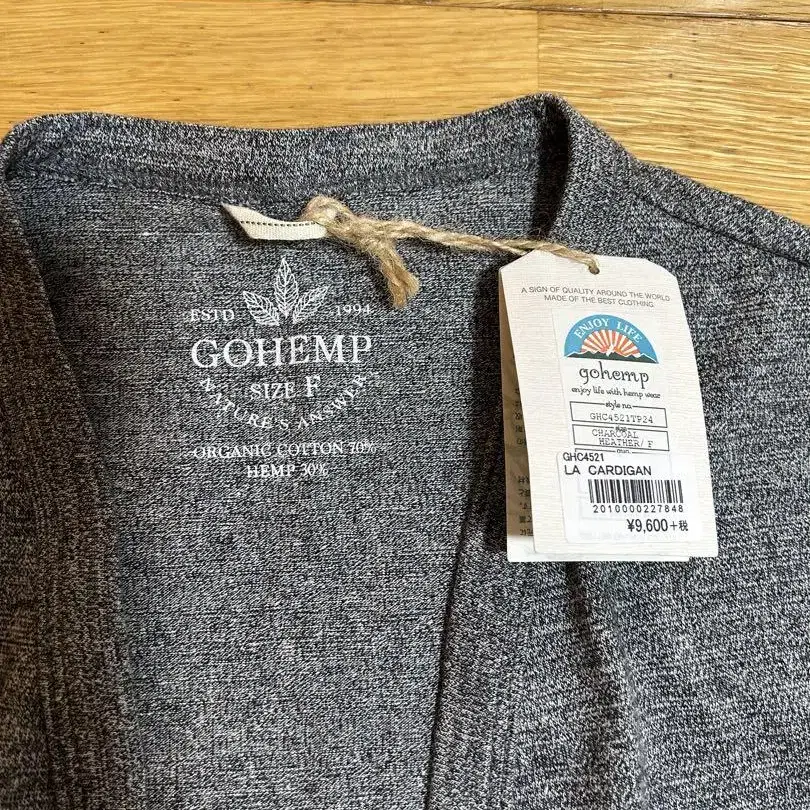 ESTD 1994
GOHEMP
SIZE F
NATURE'S ANSWER
ORGANIC COTTON 70%
HEMP 30%
A SIGN OF QUALITY AROUND THE WORLD
MADE OF THE BEST CLOTHING
ENJOY LIFE
gohemp
enjoy life with hemp wear
style no.
GHC4521TP24
CHARCOAL
HEATHER/ F
GHC4521
LA CARDIGAN
2010000227848
¥9,600+税